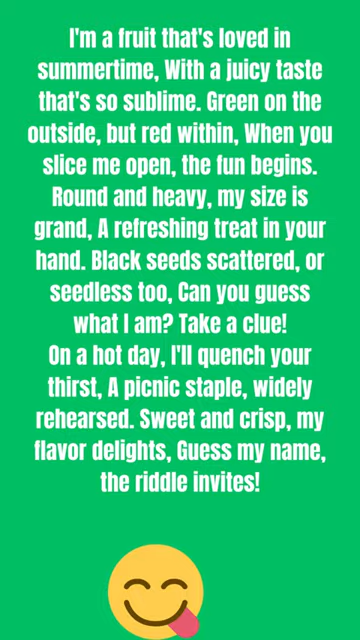 I'm a fruit that's loved in
summertime, With a juicy taste
that's so sublime. Green on the
outside, but red within, When you
slice me open, the fun begins.
Round and heavy, my size is
grand, A refreshing treat in your
hand. Black seeds scattered, or
seedless too, Can you guess
what I am? Take a clue!
On a hot day, I'll quench your
thirst, A picnic staple, widely
rehearsed. Sweet and crisp, my
flavor delights, Guess my name,
the riddle invites!